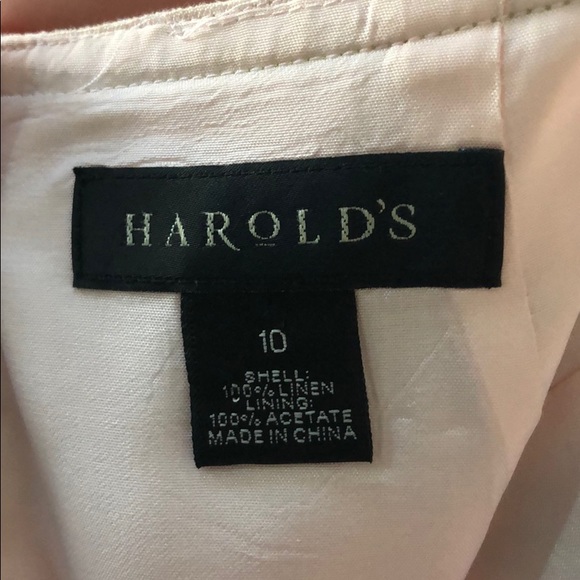 HAROLD'S
10
SHELL:
100% LINEN
LINING:
100% ACETATE
MADE IN CHINA